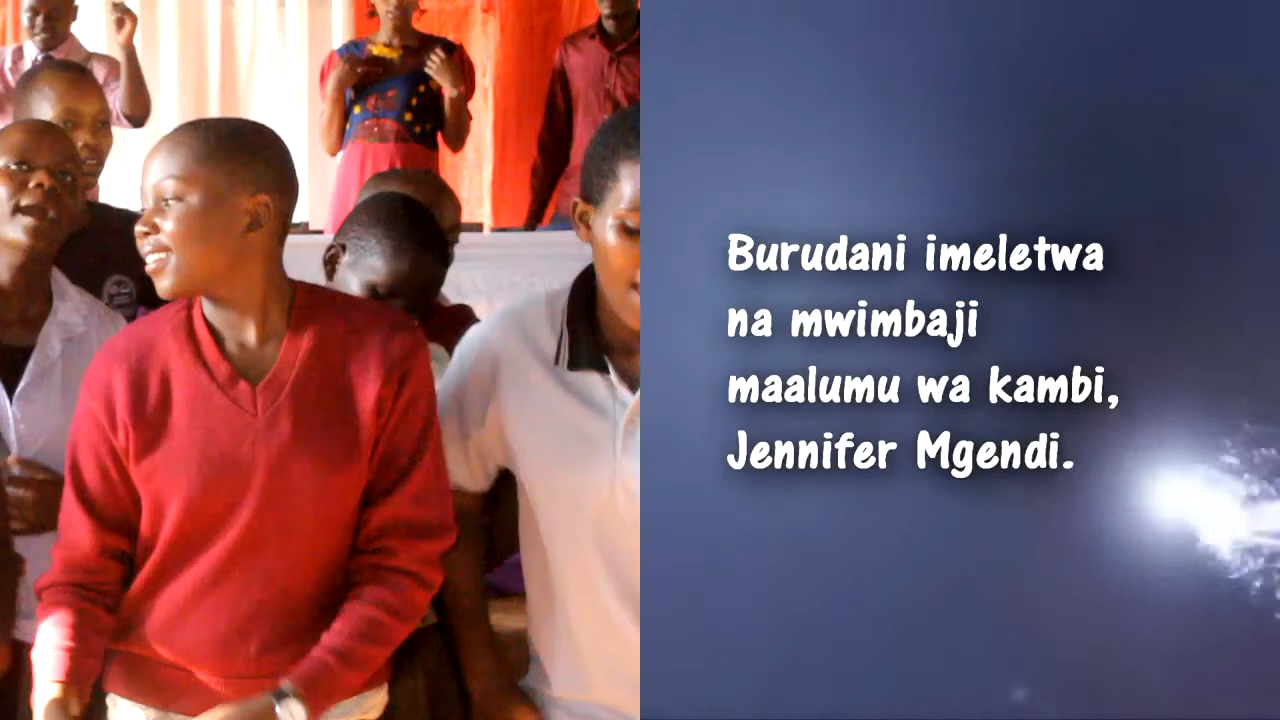 Burudani imeletwa
na mwimbaji
maalumu wa kambi,
Jennifer Mgendi.